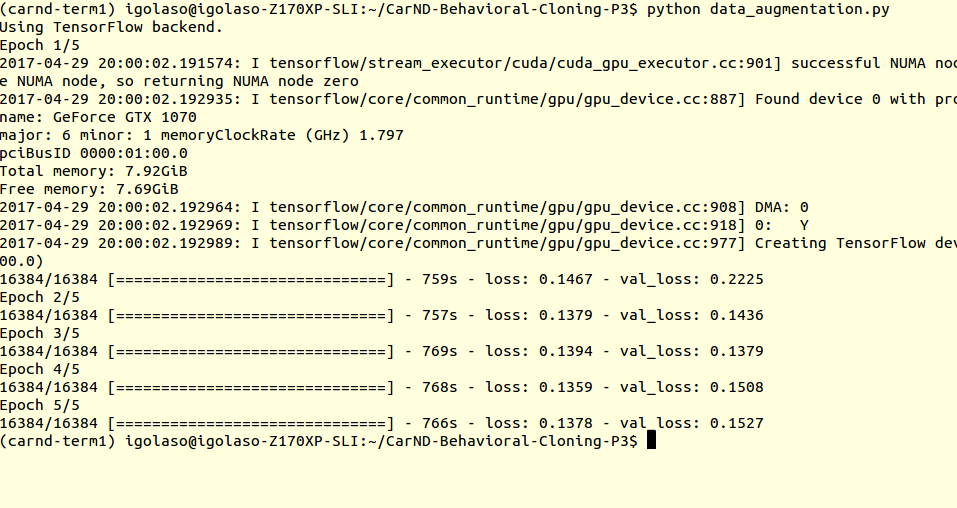 (carnd-term1) igolaso@igolaso-Z170XP-SLI:~/CarND-Behavioral-Cloning-P3$ python data_augmentation.py
Using TensorFlow backend.
Epoch 1/5
2017-04-29 20:00:02.191574: I tensorflow/stream_executor/cuda/cuda_gpu_executor.cc:901] successful NUMA nod
e NUMA node, so returning NUMA node zero
2017-04-29 20:00:02.192935: I tensorflow/core/common_runtime/gpu/gpu_device.cc:887] Found device 0 with pro
name: GeForce GTX 1070
major: 6 minor: 1 memoryClockRate (GHz) 1.797
pciBusID 0000:01:00.0
Total memory: 7.92GiB
Free memory: 7.69GiB
2017-04-29 20:00:02.192964: I tensorflow/core/common_runtime/gpu/gpu_device.cc:908] DMA: 0
2017-04-29 20:00:02.192969: I tensorflow/core/common_runtime/gpu/gpu_device.cc:918] 0:   Y
2017-04-29 20:00:02.192989: I tensorflow/core/common_runtime/gpu/gpu_device.cc:977] Creating TensorFlow dev
00.0)
16384/16384 [==============================] - 759s - loss: 0.1467 - val_loss: 0.2225
Epoch 2/5
16384/16384 [==============================] - 757s - loss: 0.1379 - val_loss: 0.1436
Epoch 3/5
16384/16384 [==============================] - 769s - loss: 0.1394 - val_loss: 0.1379
Epoch 4/5
16384/16384 [==============================] - 768s - loss: 0.1359 - val_loss: 0.1508
Epoch 5/5
16384/16384 [==============================] - 766s - loss: 0.1378 - val_loss: 0.1527
(carnd-term1) igolaso@igolaso-Z170XP-SLI:~/CarND-Behavioral-Cloning-P3$